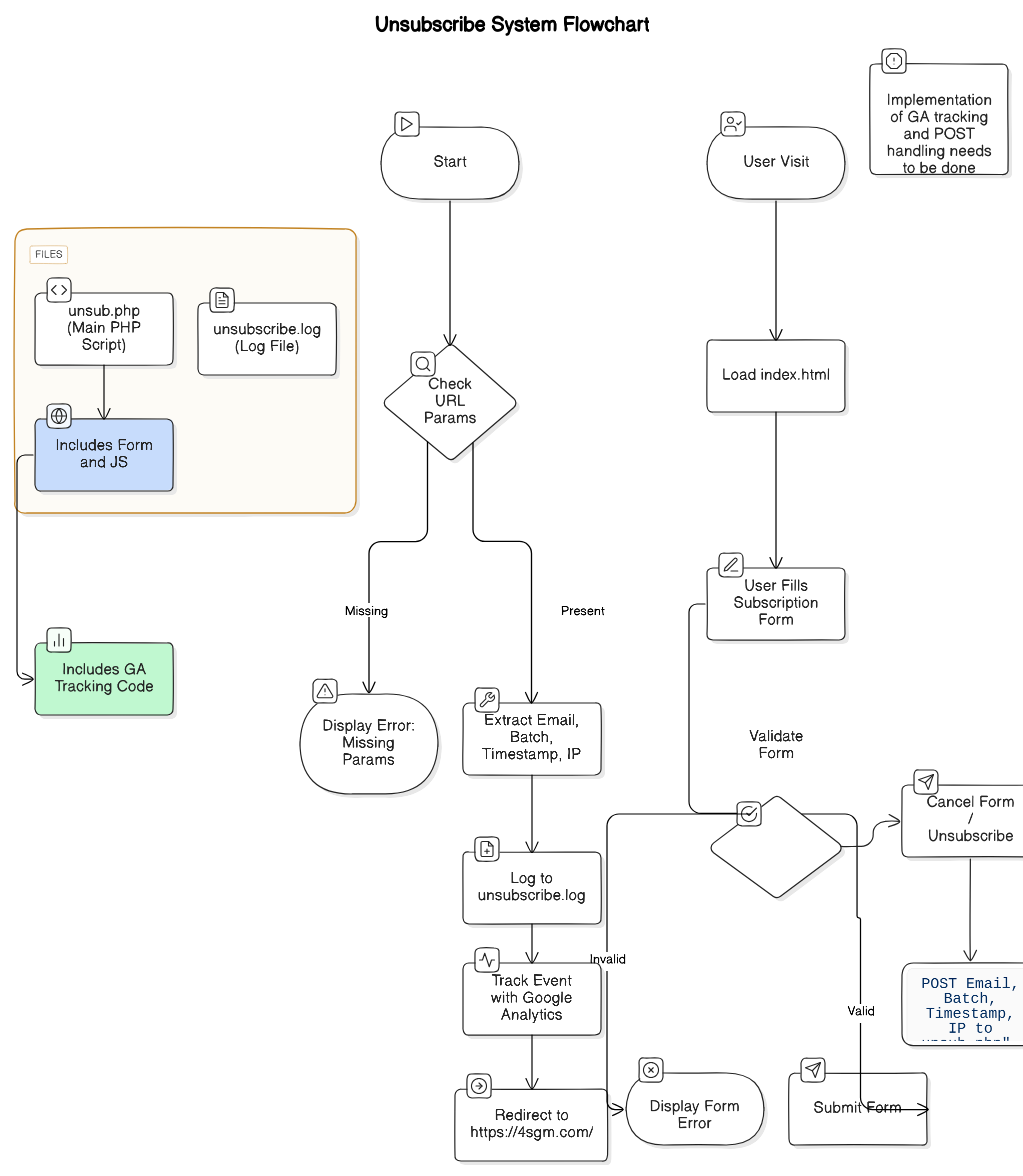 Unsubscribe System Flowchart
Implementation
of GA tracking
and POST
handling needs
to be done
Start
User Visit
FILES
unsub.php
(Main PHP
Script)
unsubscribe.log
(Log File)
Check
URL
Params
Load index.html
Includes Form
and JS
User Fills
Subscription
Form
Missing
Present
Includes GA
Tracking Code
Display Error:
Missing
Params
Extract Email,
Batch,
Timestamp, IP
Validate
Form
Cancel Form
/
Unsubscribe
Log to
unsubscribe.log
Invalid
Track Event
with Google
Analytics
Valid
POST Email,
Batch,
Timestamp,
IP to
unsub.php"
Redirect to
https://4sgm.com/
Display Form
Error
Submit Form